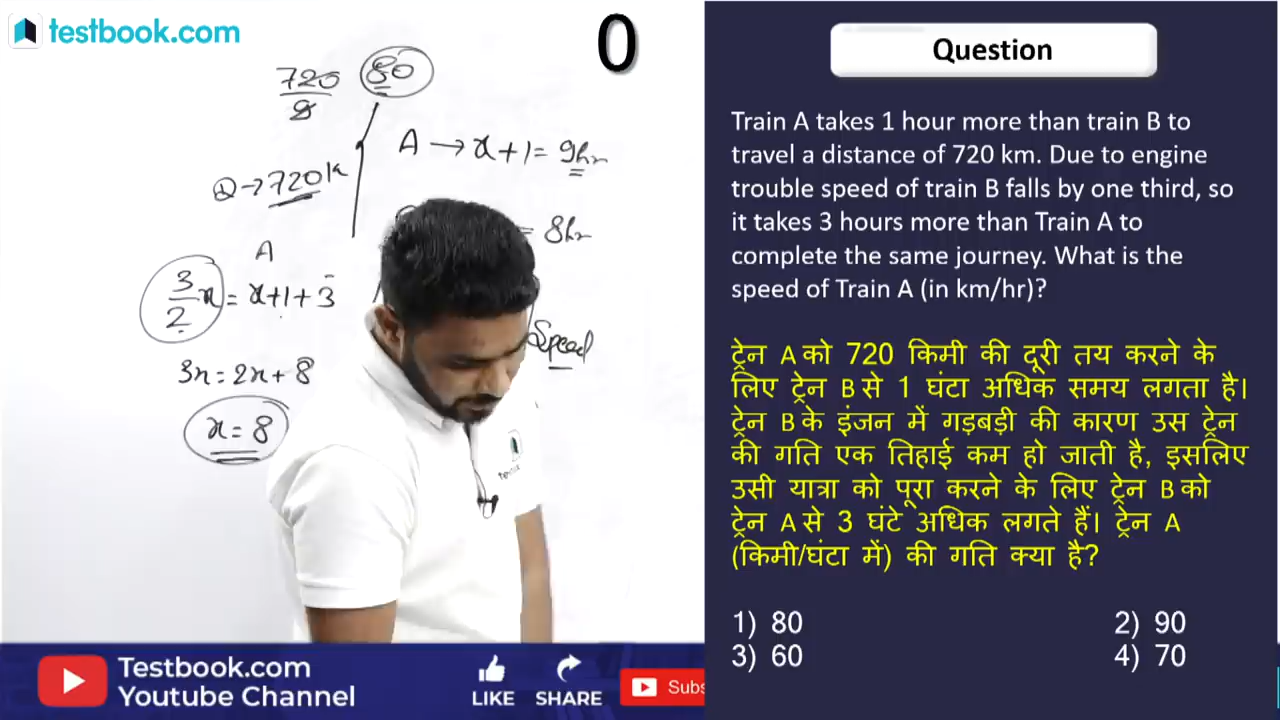 testbook.com
0
720 80
9
A → x+1 = 9hr
D → 720k
= 8hr
A
3/2 x = x+1+3
Speed
3x = 2x + 8
x = 8
Question
Train A takes 1 hour more than train B to
travel a distance of 720 km. Due to engine
trouble speed of train B falls by one third, so
it takes 3 hours more than Train A to
complete the same journey. What is the
speed of Train A (in km/hr)?
ट्रेन A को 720 किमी की दूरी तय करने के
लिए ट्रेन B से 1 घंटा अधिक समय लगता है।
ट्रेन B के इंजन में गड़बड़ी की कारण उस ट्रेन
की गति एक तिहाई कम हो जाती है, इसलिए
उसी यात्रा को पूरा करने के लिए ट्रेन B को
ट्रेन A से 3 घंटे अधिक लगते हैं। ट्रेन A
(किमी/घंटा में) की गति क्या है?
1) 80 2) 90
3) 60 4) 70
Testbook.com
Youtube Channel
LIKE SHARE Subs